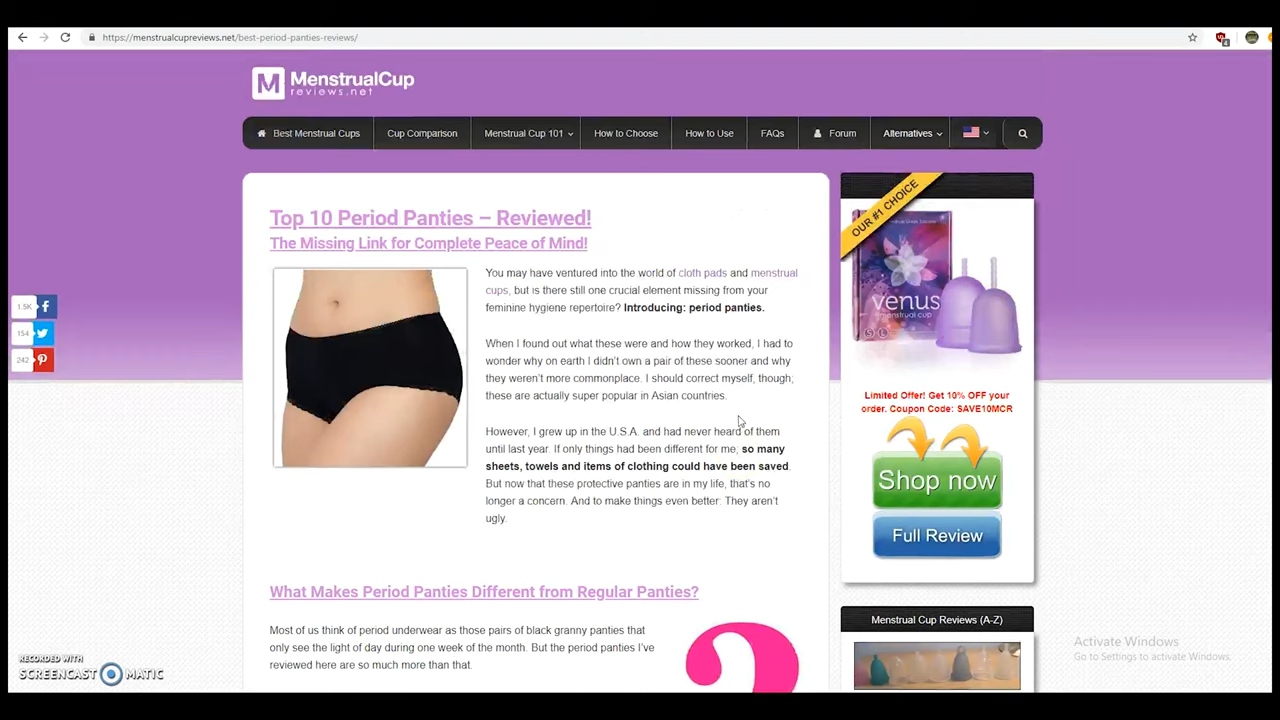 https://menstrualcupreviews.net/best-period-panties-reviews/
4
M MenstrualCup
reviews.net
Best Menstrual Cups
Cup Comparison
Menstrual Cup 101
How to Choose
How to Use
FAQs
Forum
Alternatives
Top 10 Period Panties – Reviewed!
The Missing Link for Complete Peace of Mind!
You may have ventured into the world of cloth pads and menstrual
cups, but is there still one crucial element missing from your
feminine hygiene repertoire? Introducing: period panties.
When I found out what these were and how they worked, I had to
wonder why on earth I didn't own a pair of these sooner and why
they weren't more commonplace. I should correct myself, though;
these are actually super popular in Asian countries.
However, I grew up in the U.S.A. and had never heard of them
until last year. If only things had been different for me; so many
sheets, towels and items of clothing could have been saved.
But now that these protective panties are in my life, that's no
longer a concern. And to make things even better: They aren't
ugly.
What Makes Period Panties Different from Regular Panties?
Most of us think of period underwear as those pairs of black granny panties that
only see the light of day during one week of the month. But the period panties I've
reviewed here are so much more than that.
?
1.5K f
154
242
OUR #1 CHOICE
venus
menstrual cup
S L
Limited Offer! Get 10% OFF your
order. Coupon Code: SAVE10MCR
Shop now
Full Review
Menstrual Cup Reviews (A-Z)
Activate Windows
Go to Settings to activate Windows.
RECORDED WITH
SCREENCAST MATIC